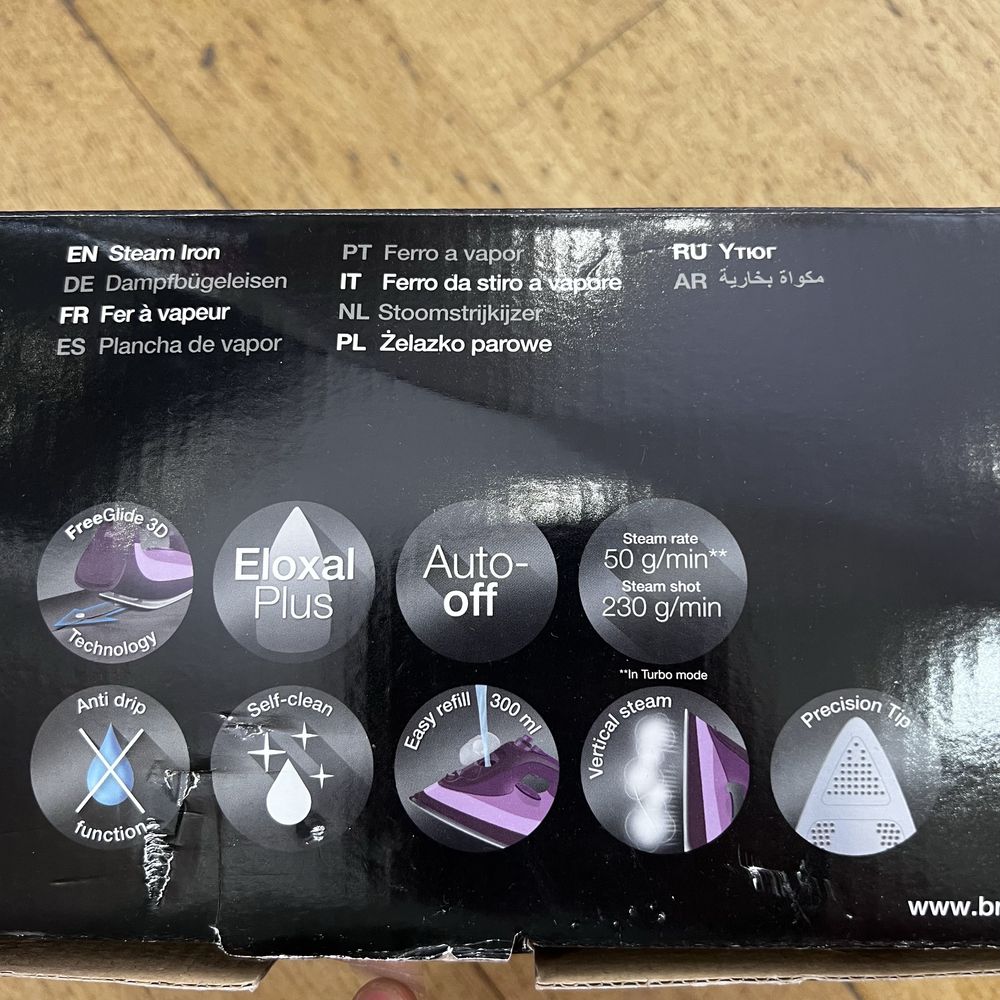 EN Steam Iron
DE Dampfbügeleisen
FR Fer à vapeur
ES Plancha de vapor
PT Ferro a vapor
IT Ferro da stiro a vapore
NL Stoomstrijkijzer
PL Żelazko parowe
RU Утюг
AR مكواة بخارية
FreeGlide 3D
Technology
Eloxal
Plus
Auto-
off
Steam rate
50 g/min**
Steam shot
230 g/min
**In Turbo mode
Anti drip
function
Self-clean
Easy refill 300 ml
Vertical steam
Precision Tip
www.br